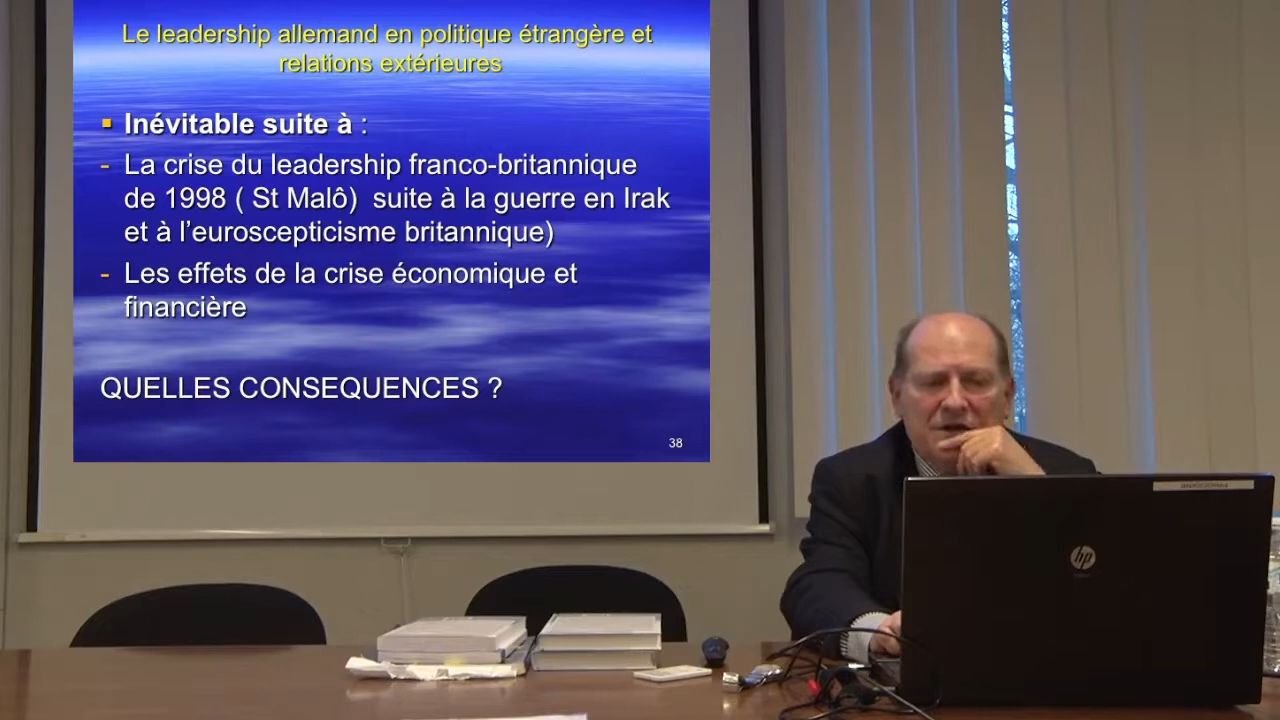 Le leadership allemand en politique étrangère et
relations extérieures
Inévitable suite à :
- La crise du leadership franco-britannique
de 1998 ( St Malô)  suite à la guerre en Irak
et à l’euroscepticisme britannique)
- Les effets de la crise économique et
financière
QUELLES CONSEQUENCES ?
38
hp